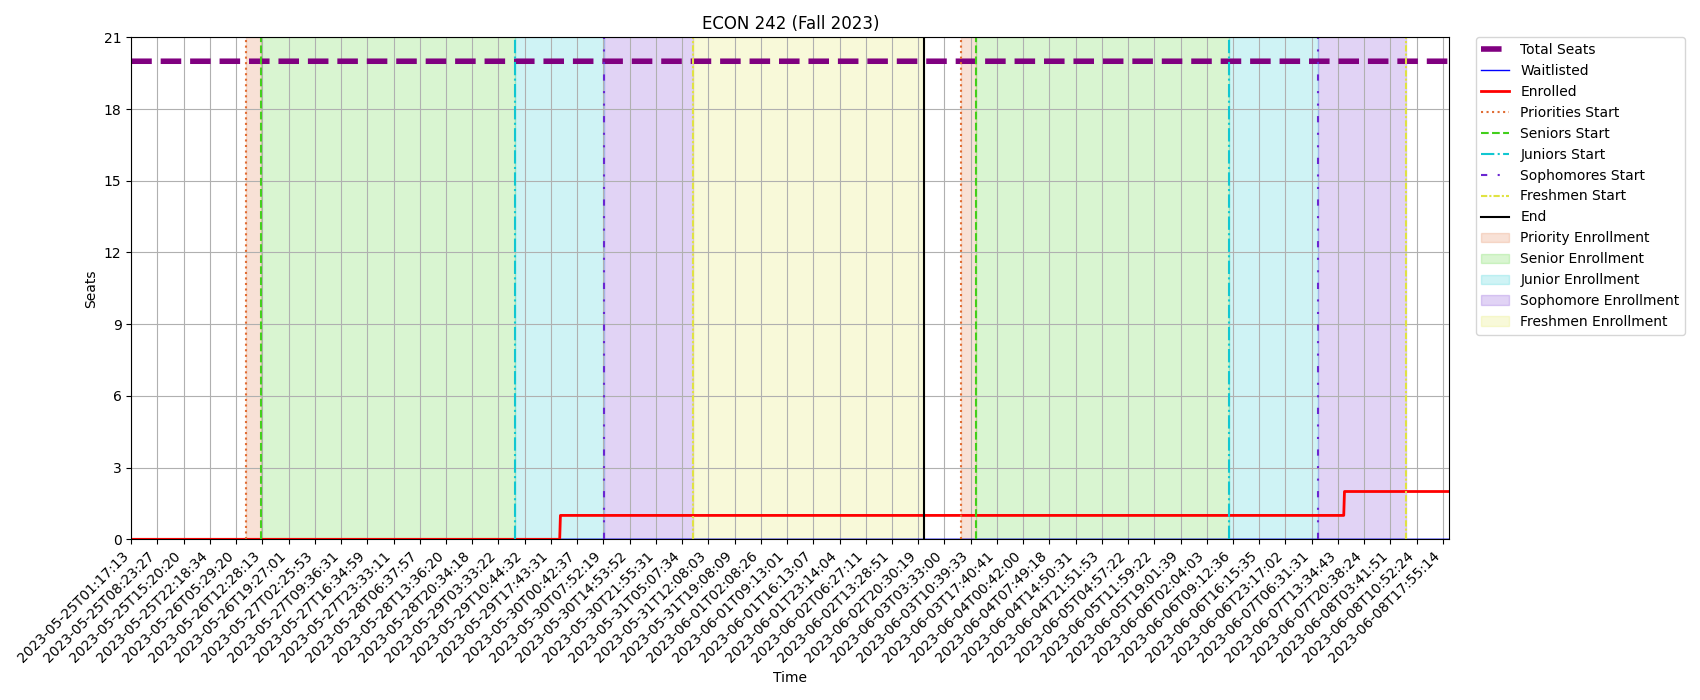 ECON 242 (Fall 2023)
21
18
15
12
9
6
3
0
Seats
2023-05-25T01:17:13
2023-05-25T08:23:27
2023-05-25T15:20:20
2023-05-25T22:18:34
2023-05-26T05:29:20
2023-05-26T12:28:13
2023-05-26T19:27:01
2023-05-27T02:25:53
2023-05-27T09:36:31
2023-05-27T16:34:59
2023-05-27T23:33:11
2023-05-28T06:37:57
2023-05-28T13:36:20
2023-05-28T20:34:18
2023-05-29T03:33:22
2023-05-29T10:44:32
2023-05-29T17:43:31
2023-05-30T00:42:37
2023-05-30T07:52:19
2023-05-30T14:53:52
2023-05-30T21:55:31
2023-05-31T05:07:34
2023-05-31T12:08:03
2023-05-31T19:08:09
2023-06-01T02:08:26
2023-06-01T09:13:01
2023-06-01T16:13:07
2023-06-01T23:14:04
2023-06-02T06:27:11
2023-06-02T13:28:51
2023-06-02T20:30:19
2023-06-03T03:33:00
2023-06-03T10:39:33
2023-06-03T17:40:41
2023-06-04T00:42:00
2023-06-04T07:49:18
2023-06-04T14:50:31
2023-06-04T21:51:53
2023-06-05T04:57:22
2023-06-05T11:59:22
2023-06-05T19:01:39
2023-06-06T02:04:03
2023-06-06T09:12:36
2023-06-06T16:15:35
2023-06-06T23:17:02
2023-06-07T06:31:31
2023-06-07T13:34:43
2023-06-07T20:38:24
2023-06-08T03:41:51
2023-06-08T10:52:24
2023-06-08T17:55:14
Time
Total Seats
Waitlisted
Enrolled
Priorities Start
Seniors Start
Juniors Start
Sophomores Start
Freshmen Start
End
Priority Enrollment
Senior Enrollment
Junior Enrollment
Sophomore Enrollment
Freshmen Enrollment